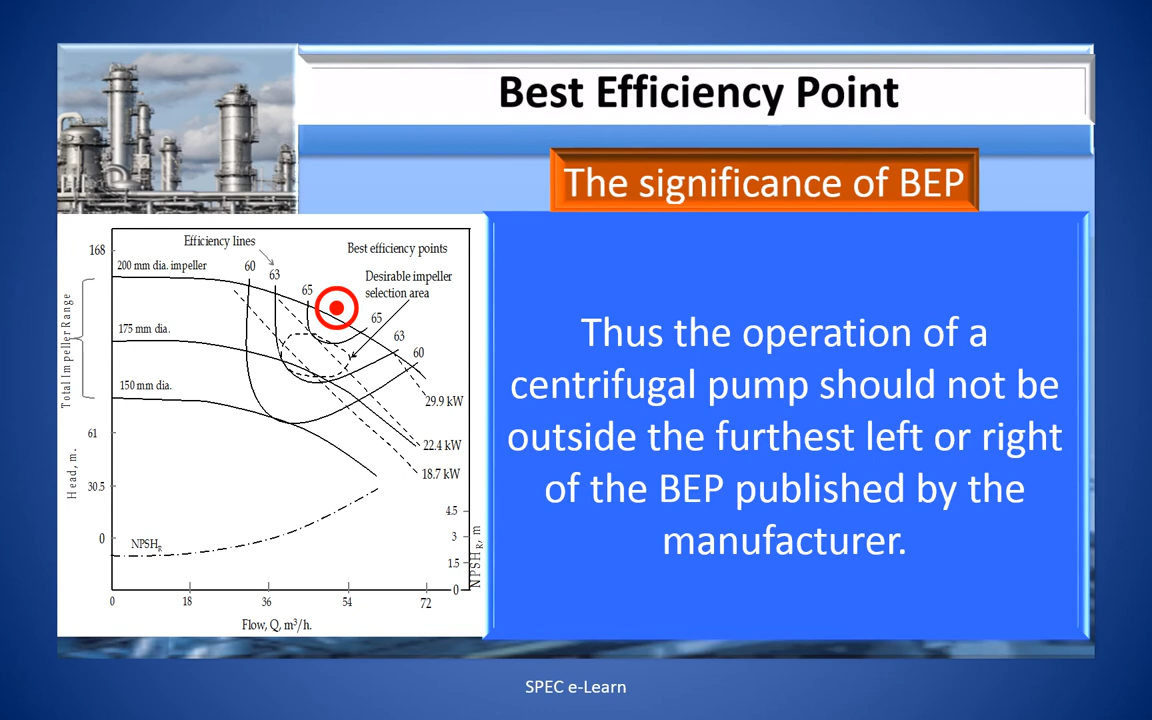 Best Efficiency Point
The significance of BEP
Efficiency lines
Best efficiency points
168
200 mm dia. impeller
60
63
65
Desirable impeller
selection area
65
63
60
175 mm dia.
150 mm dia.
Total Impeller Range
29.9 kW
22.4 kW
18.7 kW
61
30.5
0
Head, m.
NPSHR
4.5
3
1.5
0
NPSHR, m
0
18
36
54
72
Flow, Q, m³/h.
Thus the operation of a
centrifugal pump should not be
outside the furthest left or right
of the BEP published by the
manufacturer.
SPEC e-Learn